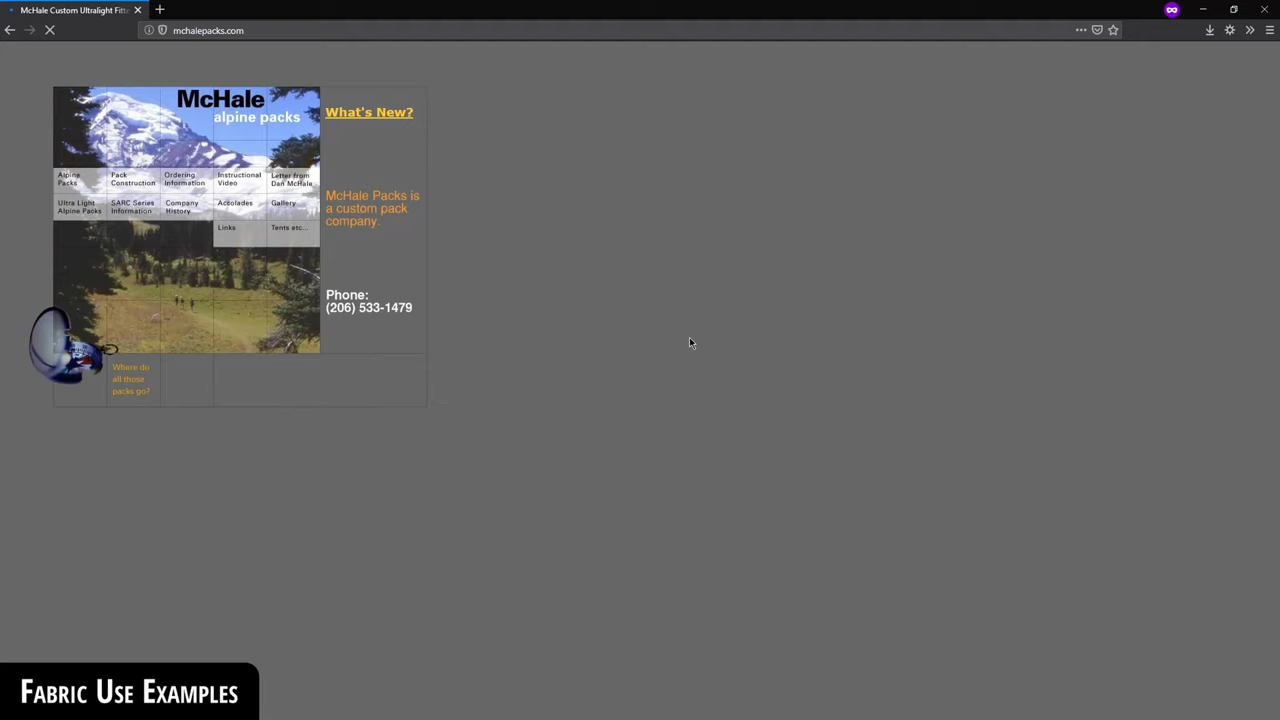 McHale Custom Ultralight Fitte
mchalepacks.com
McHale
alpine packs
What's New?
Alpine
Packs
Pack
Construction
Ordering
Information
Instructional
Video
Letter from
Dan McHale
Ultra Light
Alpine Packs
SARC Series
Information
Company
History
Accolades
Gallery
Links
Tents etc...
McHale Packs is
a custom pack
company.
Phone:
(206) 533-1479
Where do
all those
packs go?
FABRIC USE EXAMPLES